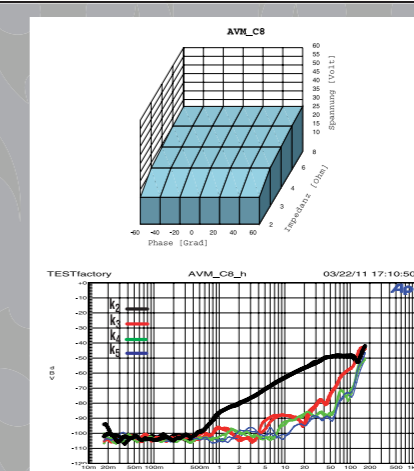 AVM_C8
60
55
50
45
40
35
30
25
20
15
10
Spannung [Volt]
8
6
4
3
2
Impedanz [Ohm]
-60 -40 -20 0 20 40 60
Phase [Grad]
TESTfactory AVM_C8_h 03/22/11 17:10:50
Ap
+0
-10
-20
-30
-40
-50
-60
-70
-80
-90
-100
-110
k2
k3
k4
k5
10m 20m 50m 100m 500m 1 2 5 10 20 50 100 200 500